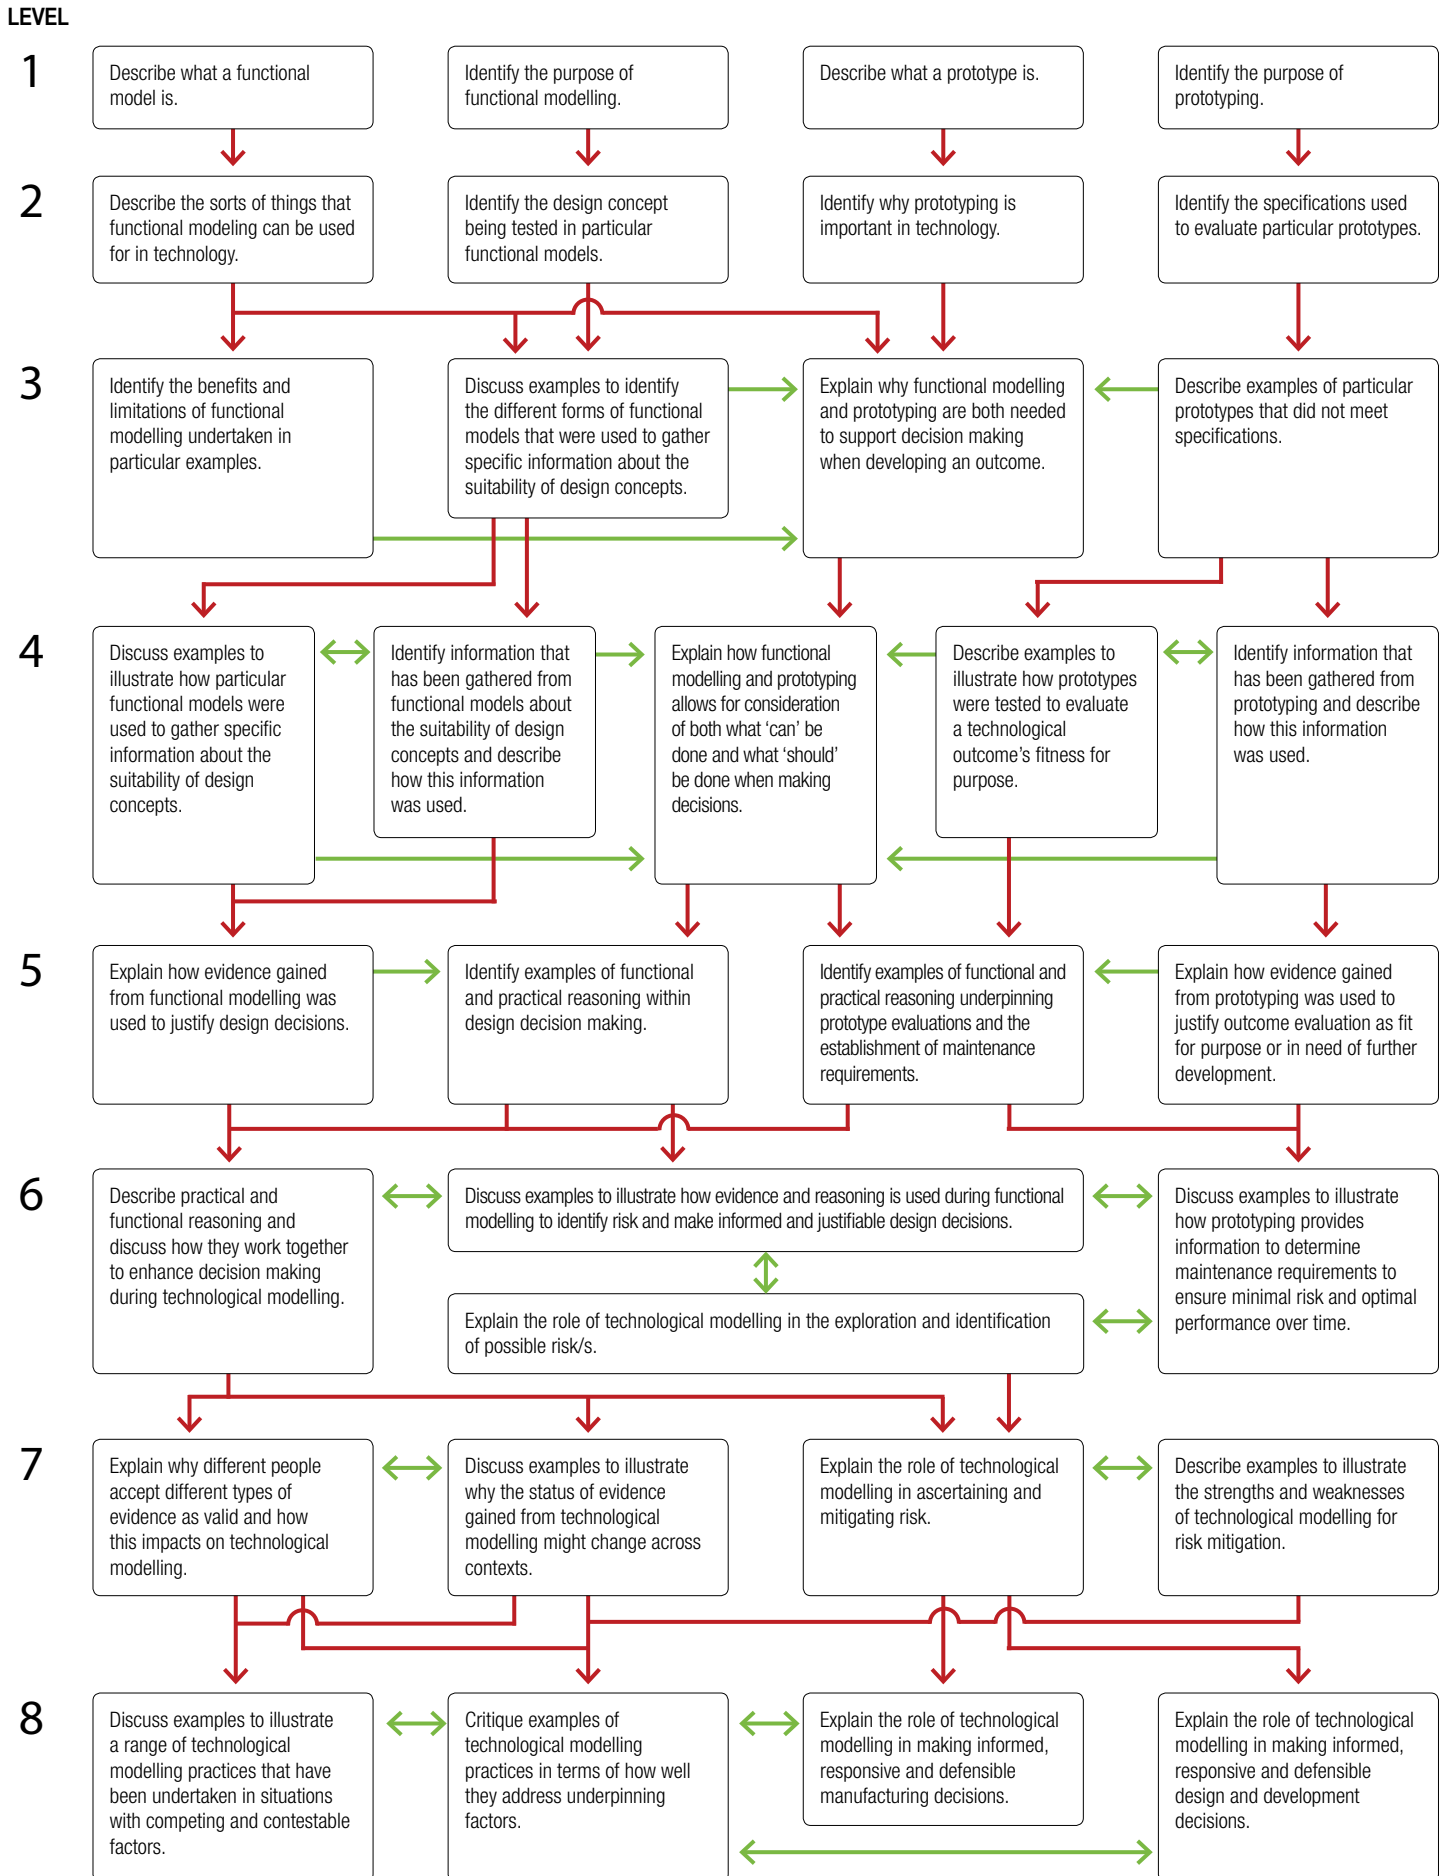 LEVEL
1
Describe what a functional
model is.
Identify the purpose of
functional modelling.
Describe what a prototype is.
Identify the purpose of
prototyping.
2
Describe the sorts of things that
functional modeling can be used
for in technology.
Identify the design concept
being tested in particular
functional models.
Identify why prototyping is
important in technology.
Identify the specifications used
to evaluate particular prototypes.
3
Identify the benefits and
limitations of functional
modelling undertaken in
particular examples.
Discuss examples to identify
the different forms of functional
models that were used to gather
specific information about the
suitability of design concepts.
Explain why functional modelling
and prototyping are both needed
to support decision making
when developing an outcome.
Describe examples of particular
prototypes that did not meet
specifications.
4
Discuss examples to
illustrate how particular
functional models were
used to gather specific
information about the
suitability of design
concepts.
Identify information that
has been gathered from
functional models about
the suitability of design
concepts and describe
how this information
was used.
Explain how functional
modelling and prototyping
allows for consideration
of both what ‘can’ be
done and what ‘should’
be done when making
decisions.
Describe examples to
illustrate how prototypes
were tested to evaluate
a technological
outcome’s fitness for
purpose.
Identify information that
has been gathered from
prototyping and describe
how this information
was used.
5
Explain how evidence gained
from functional modelling was
used to justify design decisions.
Identify examples of functional
and practical reasoning within
design decision making.
Identify examples of functional and
practical reasoning underpinning
prototype evaluations and the
establishment of maintenance
requirements.
Explain how evidence gained
from prototyping was used to
justify outcome evaluation as fit
for purpose or in need of further
development.
6
Describe practical and
functional reasoning and
discuss how they work together
to enhance decision making
during technological modelling.
Discuss examples to illustrate how evidence and reasoning is used during functional
modelling to identify risk and make informed and justifiable design decisions.
Explain the role of technological modelling in the exploration and identification
of possible risk/s.
Discuss examples to illustrate
how prototyping provides
information to determine
maintenance requirements to
ensure minimal risk and optimal
performance over time.
7
Explain why different people
accept different types of
evidence as valid and how
this impacts on technological
modelling.
Discuss examples to illustrate
why the status of evidence
gained from technological
modelling might change across
contexts.
Explain the role of technological
modelling in ascertaining and
mitigating risk.
Describe examples to illustrate
the strengths and weaknesses
of technological modelling for
risk mitigation.
8
Discuss examples to illustrate
a range of technological
modelling practices that have
been undertaken in situations
with competing and contestable
factors.
Critique examples of
technological modelling
practices in terms of how well
they address underpinning
factors.
Explain the role of technological
modelling in making informed,
responsive and defensible
manufacturing decisions.
Explain the role of technological
modelling in making informed,
responsive and defensible
design and development
decisions.